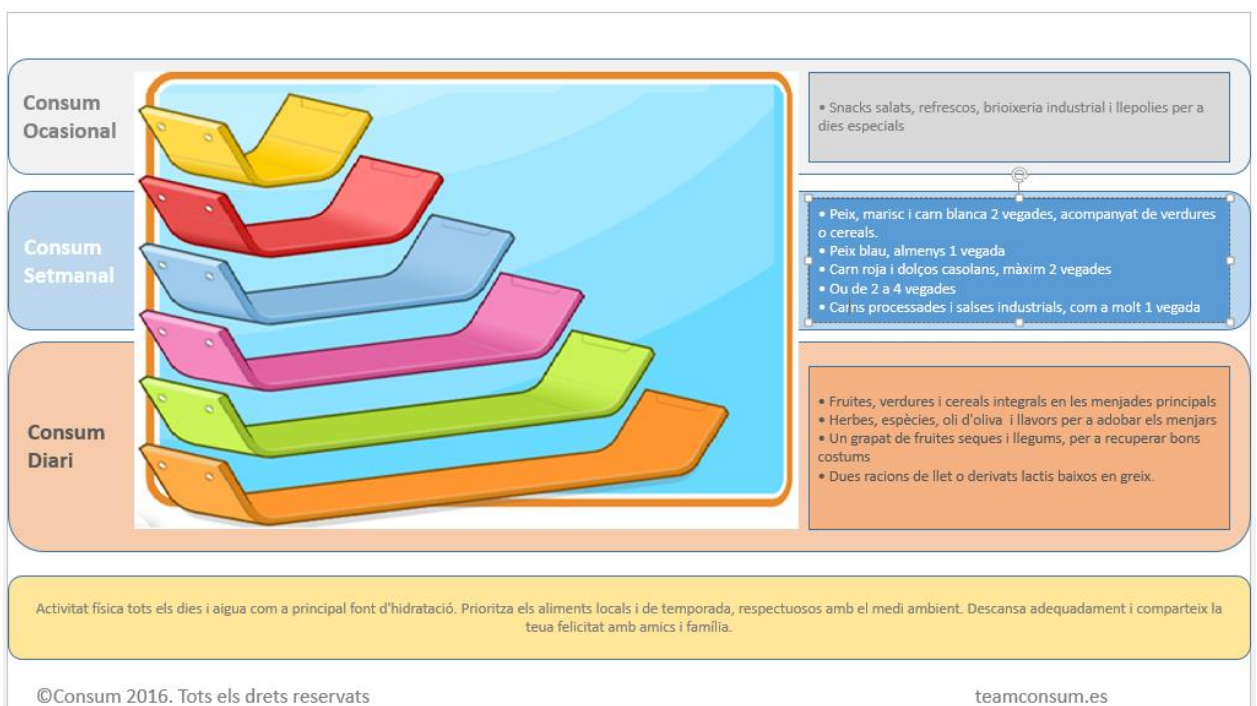 Consum
Ocasional
• Snacks salats, refrescos, brioixeria industrial i llepolies per a
dies especials
Consum
Setmanal
• Peix, marisc i carn blanca 2 vegades, acompanyat de verdures
o cereals.
• Peix blau, almenys 1 vegada
• Carn roja i dolços casolans, màxim 2 vegades
• Ou de 2 a 4 vegades
• Carns processades i salses industrials, com a molt 1 vegada
Consum
Diari
• Fruites, verdures i cereals integrals en les menjades principals
• Herbes, espècies, oli d'oliva i llavors per a adobar els menjars
• Un grapat de fruites seques i llegums, per a recuperar bons
costums
• Dues racions de llet o derivats lactis baixos en greix.
Activitat física tots els dies i aigua com a principal font d'hidratació. Prioritza els aliments locals i de temporada, respectuosos amb el medi ambient. Descansa adequadament i comparteix la
teua felicitat amb amics i família.
©Consum 2016. Tots els drets reservats
teamconsum.es